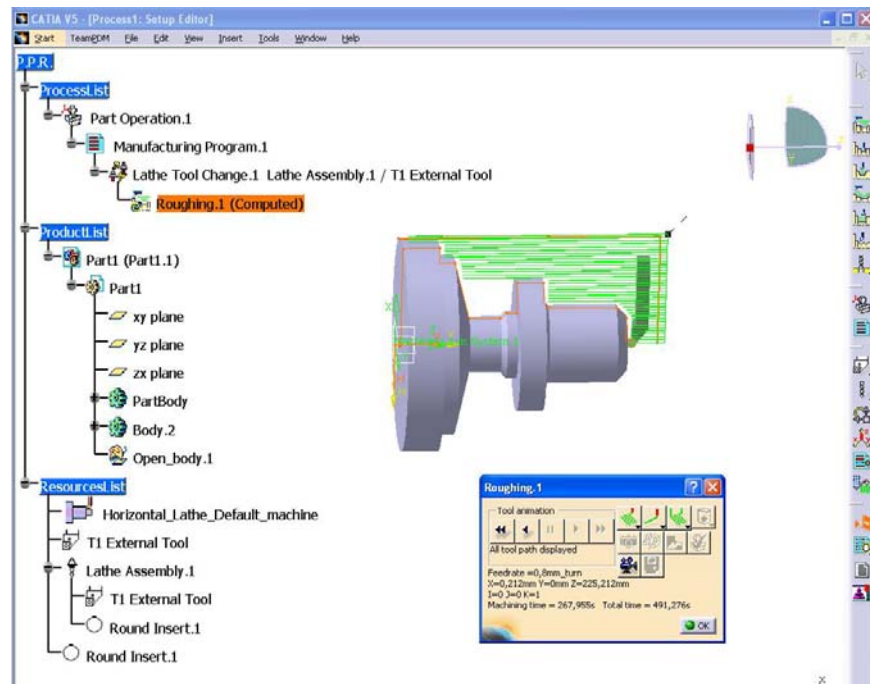 CATIA V5 - [Process1: Setup Editor]
Start TeamPDM File Edit View Insert Tools Window Help
P.P.R.
ProcessList
Part Operation.1
Manufacturing Program.1
Lathe Tool Change.1 Lathe Assembly.1 / T1 External Tool
Roughing.1 (Computed)
ProductList
Part1 (Part1.1)
Part1
xy plane
yz plane
zx plane
PartBody
Body.2
Open_body.1
ResourcesList
Horizontal_Lathe_Default_machine
T1 External Tool
Lathe Assembly.1
T1 External Tool
Round Insert.1
Round Insert.1
Roughing.1
Tool animation
All tool path displayed
Feedrate =0,8mm_turn
X=0,212mm Y=0mm Z=225,212mm
I=0 J=0 K=1
Machining time = 267,955s Total time = 491,276s
OK
x